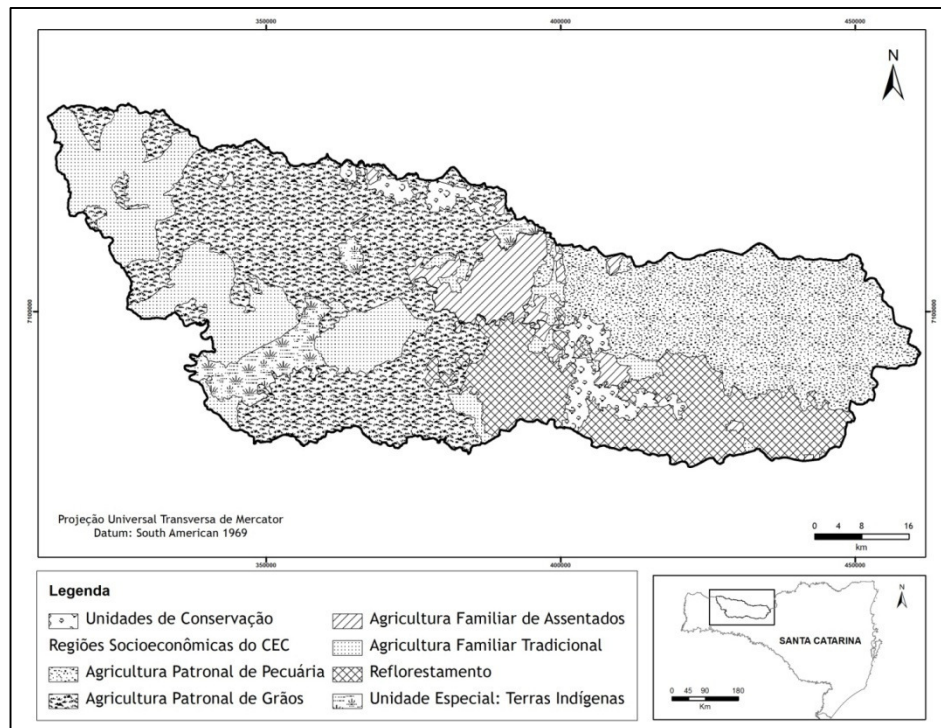 350000 400000 450000
N
7100000 7100000
Projeção Universal Transversa de Mercator
Datum: South American 1969
0 4 8 16
km
350000 400000 450000
Legenda
Unidades de Conservação
Regiões Socioeconômicas do CEC
Agricultura Patronal de Pecuária
Agricultura Patronal de Grãos
Agricultura Familiar de Assentados
Agricultura Familiar Tradicional
Reflorestamento
Unidade Especial: Terras Indígenas
N
SANTA CATARINA
0 45 90 180
Km